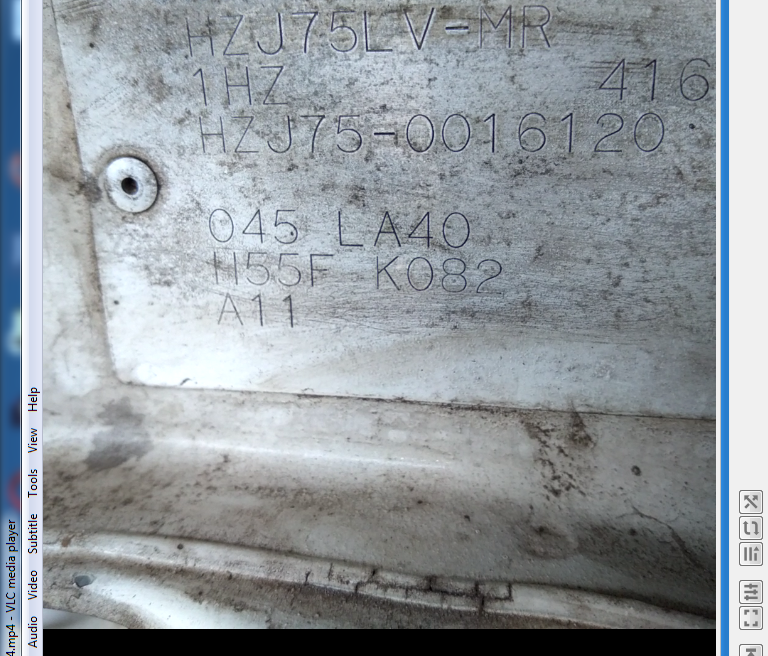 HZJ75LV-MR
1HZ 416
HZJ75-0016120
045 LA40
H55F K082
A11
4.mp4 - VLC media player
Audio Video Subtitle Tools View Help